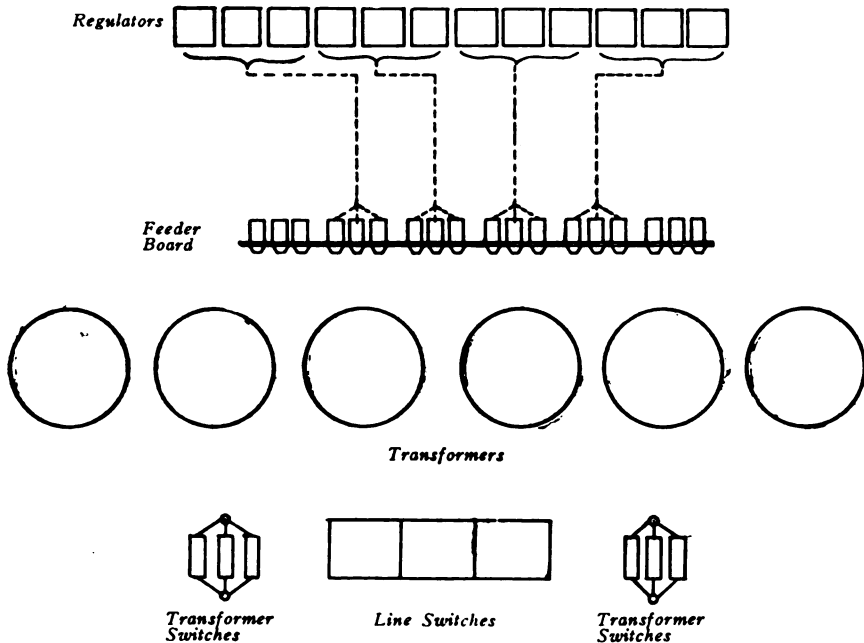 Regulators
Feeder
Board
Transformers
Transformer
Switches
Line Switches
Transformer
Switches